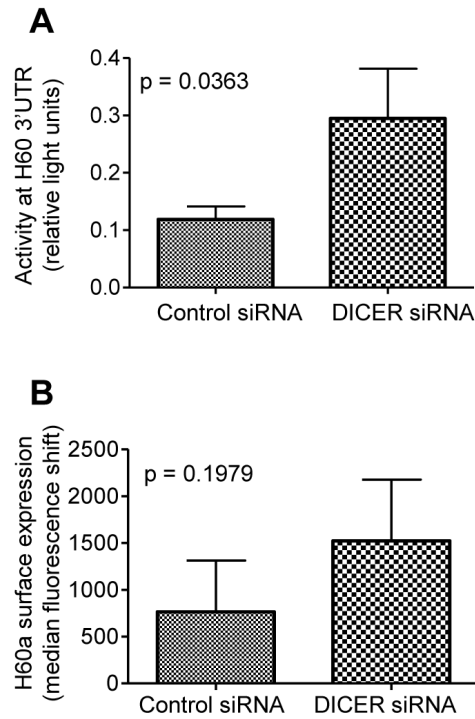 A
Activity at H60 3'UTR
(relative light units)
0.4
0.3
0.2
0.1
0.0
p = 0.0363
Control siRNA
DICER siRNA
B
H60a surface expression
(median fluorescence shift)
2500
2000
1500
1000
500
0
p = 0.1979
Control siRNA
DICER siRNA